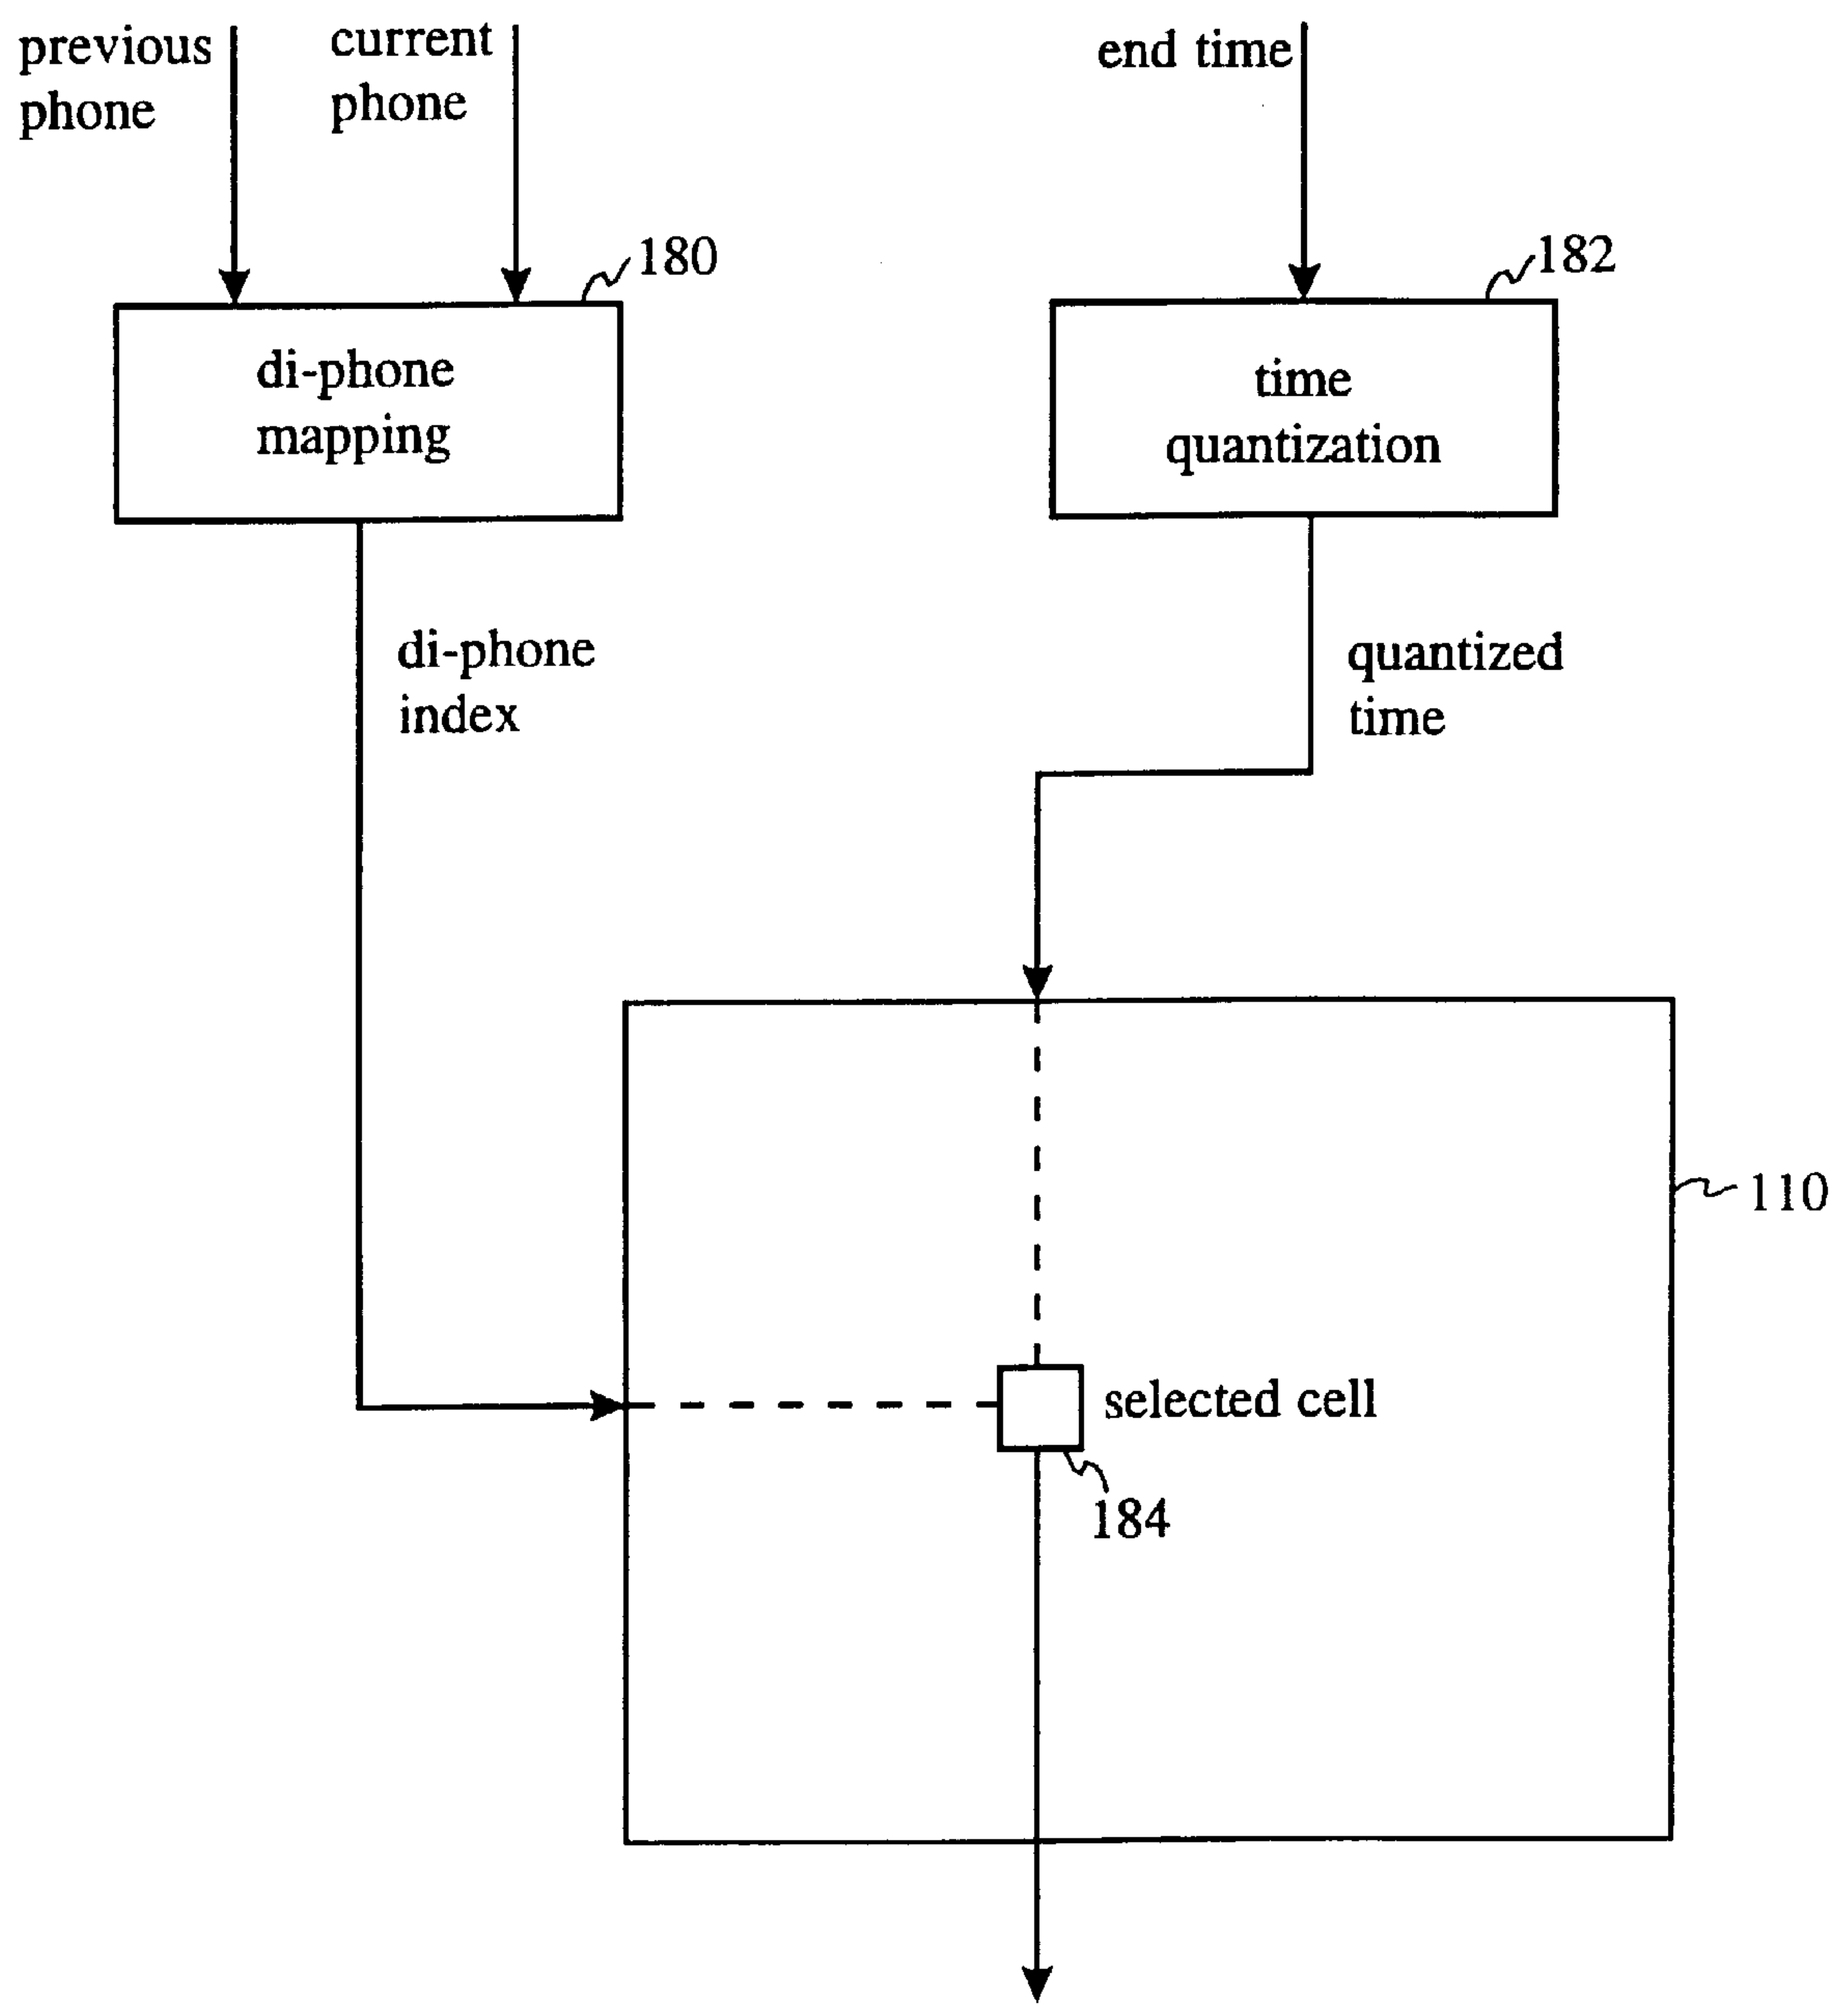 previous
phone
current
phone
end time
180
182
di-phone
mapping
time
quantization
di-phone
index
quantized
time
110
selected cell
184